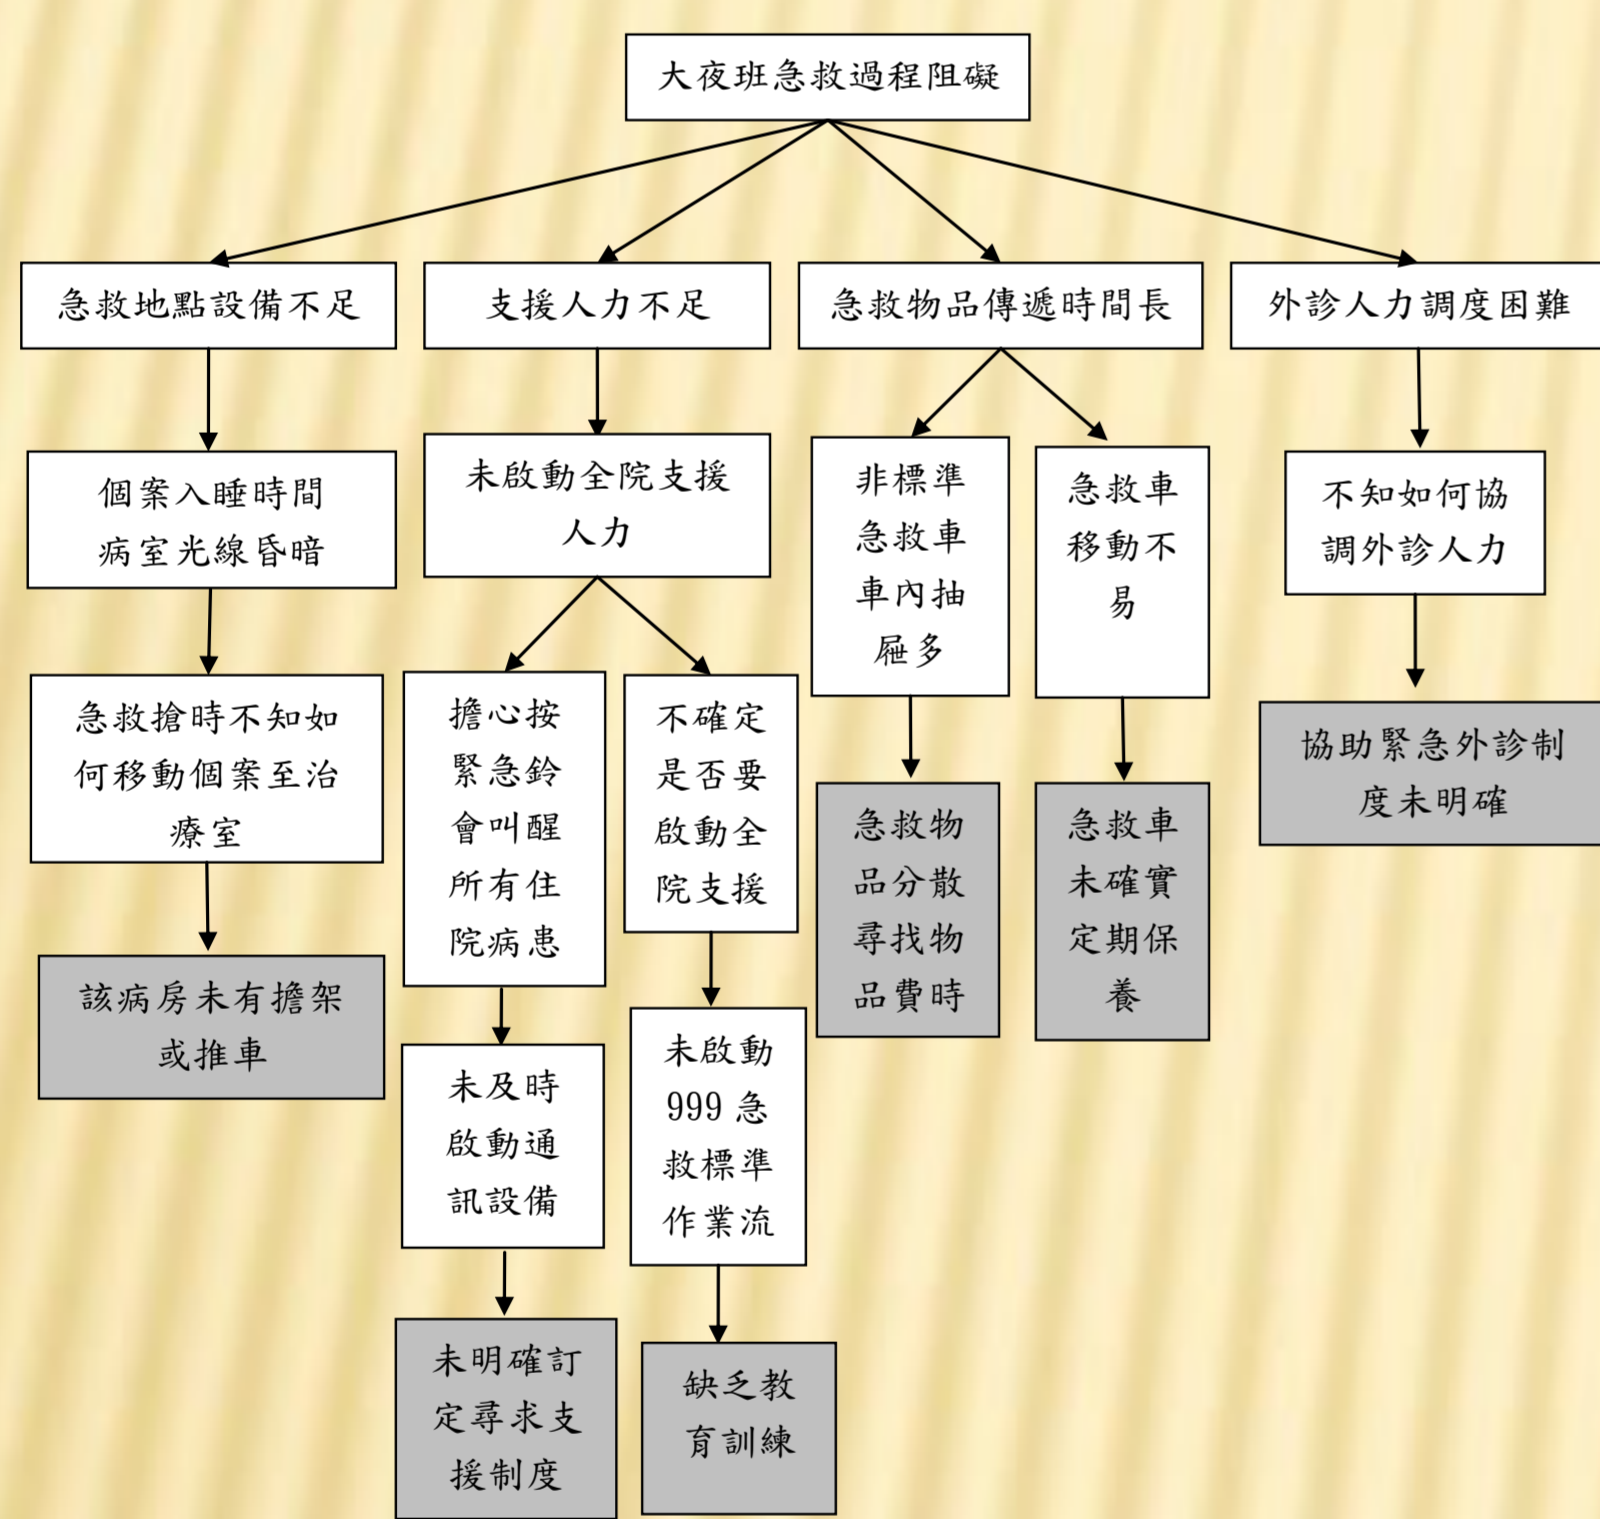 大夜班急救過程阻礙
急救地點設備不足
支援人力不足
急救物品傳遞時間長
外診人力調度困難
個案入睡時間
病室光線昏暗
未啟動全院支援
人力
非標準
急救車
車內抽
屜多
急救車
移動不
易
不知如何協
調外診人力
急救搶時不知如
何移動個案至治
療室
擔心按
緊急鈴
會叫醒
所有住
院病患
不確定
是否要
啟動全
院支援
急救物
品分散
尋找物
品費時
急救車
未確實
定期保
養
協助緊急外診制
度未明確
該病房未有擔架
或推車
未及時
啟動通
訊設備
未啟動
999 急
救標準
作業流
未明確訂
定尋求支
援制度
缺乏教
育訓練